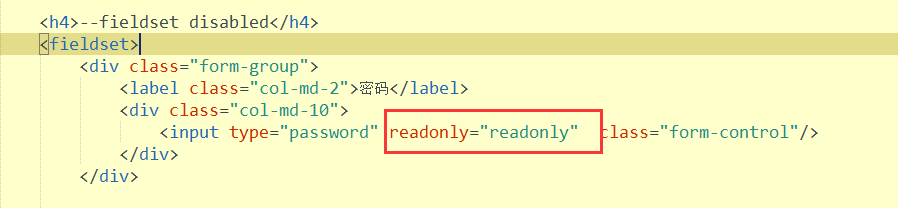 <h4>--fieldset disabled</h4>
<fieldset>
<div class="form-group">
<label class="col-md-2">密码</label>
<div class="col-md-10">
<input type="password" readonly="readonly"  class="form-control"/>
</div>
</div>